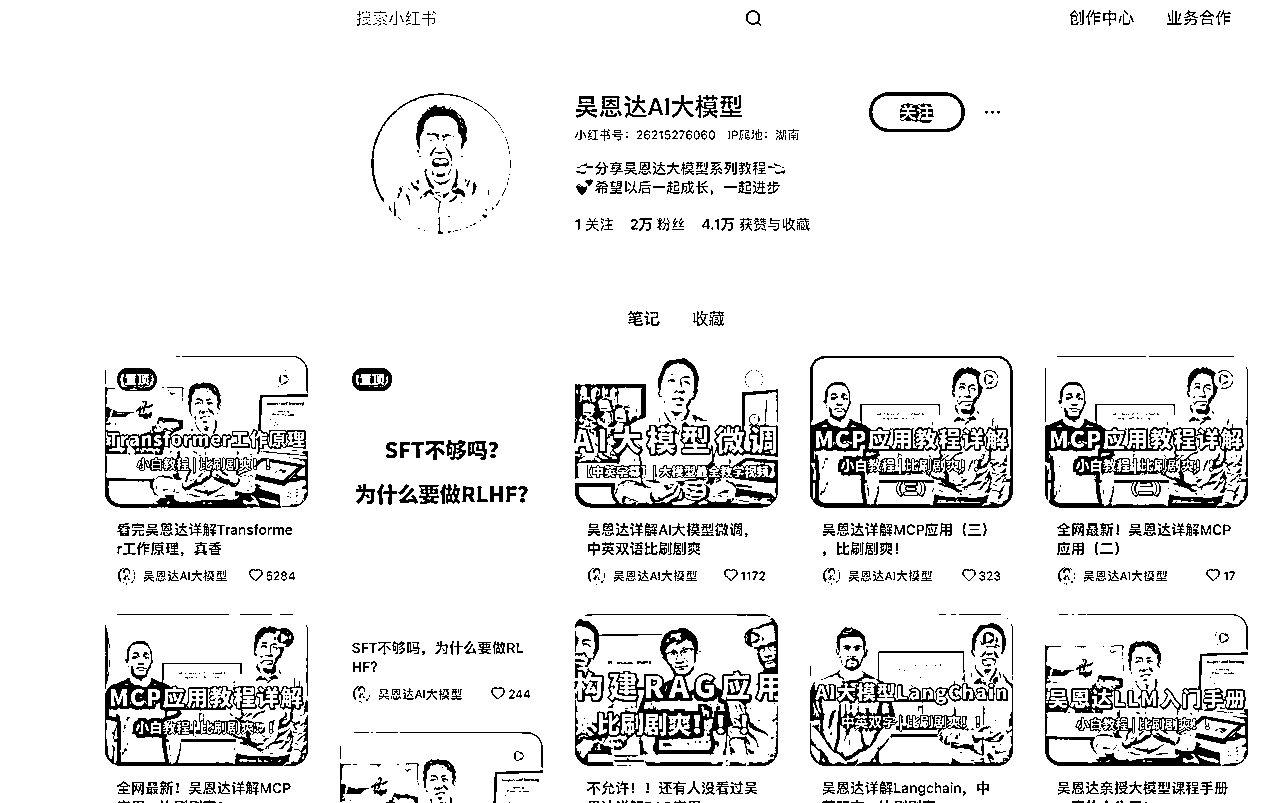 搜索小红书
创作中心 业务合作
吴恩达AI大模型
关注
小红书号：26215276060 IP属地：湖南
👉分享吴恩达大模型系列教程👈
💕希望以后一起成长，一起进步
1 关注 2万 粉丝 4.1万 获赞与收藏
笔记 收藏
置顶
Transformer工作原理
小白教程 | 比刷剧爽！！
看完吴恩达详解Transforme
r工作原理，真香
吴恩达AI大模型 5284
置顶
SFT不够吗？
为什么要做RLHF？
SFT不够吗，为什么要做RL
HF？
吴恩达AI大模型 244
AI大模型微调
【中英字幕】| 大模型最全教学视频
吴恩达详解AI大模型微调，
中英双语比刷剧爽
吴恩达AI大模型 1172
MCP应用教程详解
小白教程 | 比刷剧爽！
(三)
吴恩达详解MCP应用（三）
，比刷剧爽！
吴恩达AI大模型 323
MCP应用教程详解
小白教程 | 比刷剧爽！
(二)
全网最新！吴恩达详解MCP
应用（二）
吴恩达AI大模型 17
MCP应用教程详解
小白教程 | 比刷剧爽！！
全网最新！吴恩达详解MCP
构建RAG应用
比刷剧爽！！！
不允许！！还有人没看过吴
AI大模型LangChain
中英双字 | 比刷剧爽！！
吴恩达详解Langchain，中
吴恩达LLM入门手册
小白教程 | 比刷剧爽！！
吴恩达亲授大模型课程手册